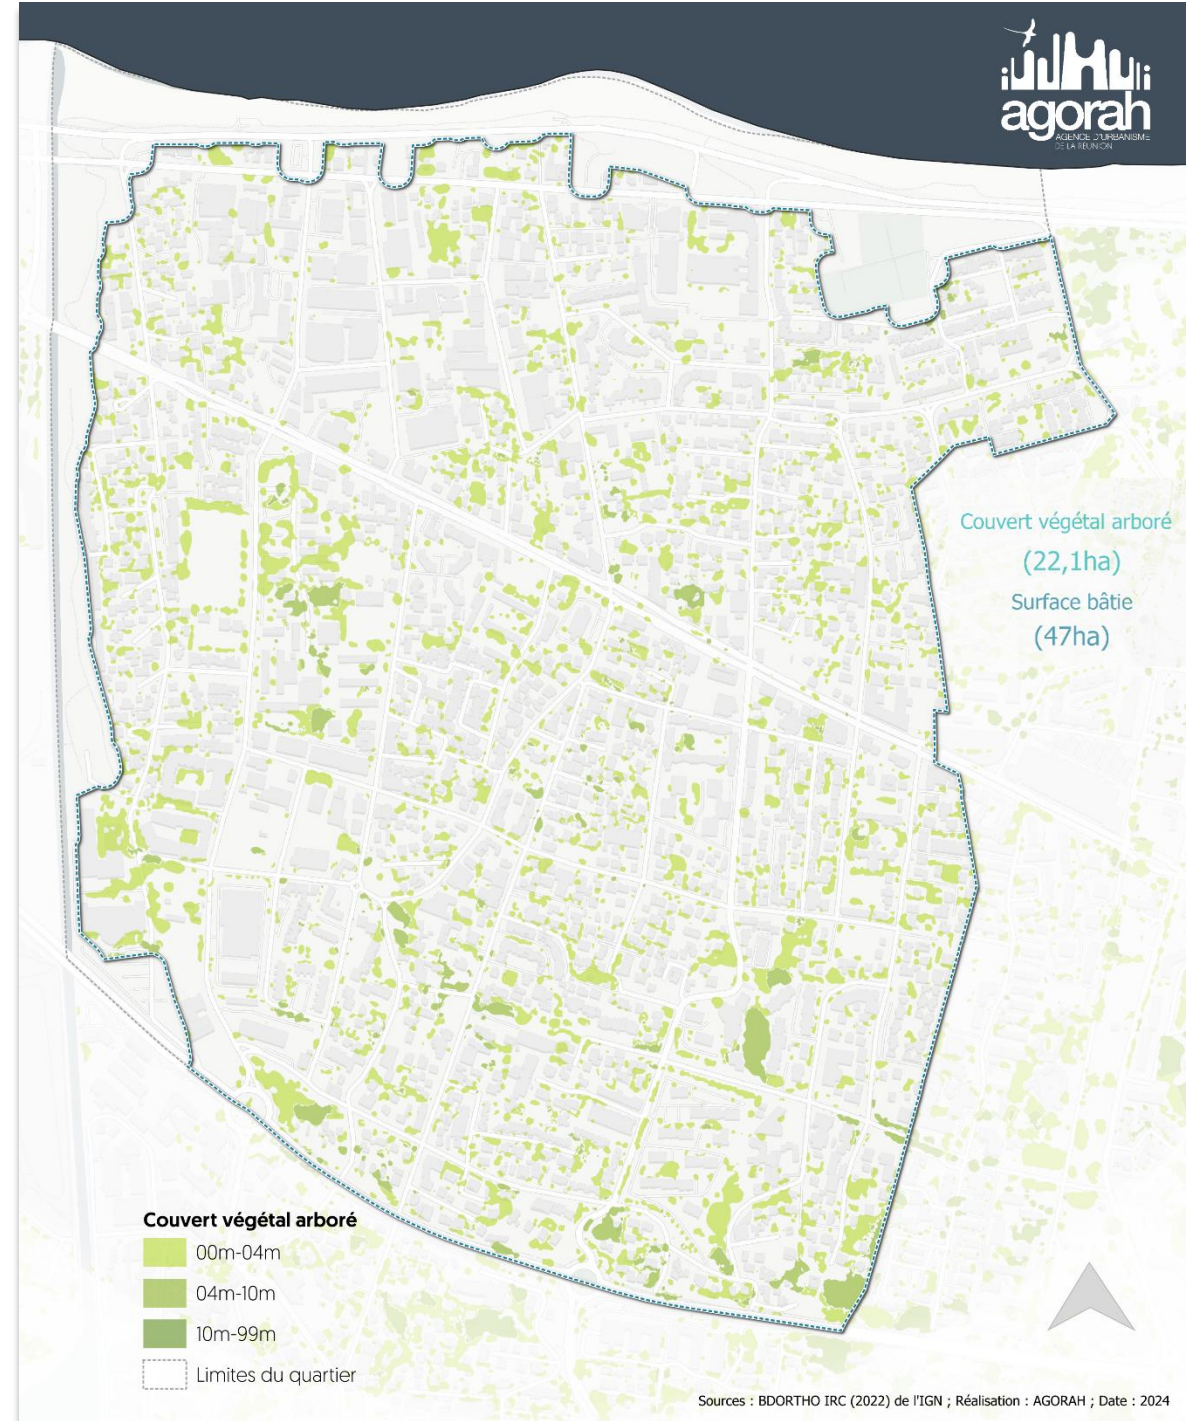 agorah
AGENCE D'URBANISME
DE LA RÉUNION
Couvert végétal arboré
(22,1ha)
Surface bâtie
(47ha)
Couvert végétal arboré
00m-04m
04m-10m
10m-99m
Limites du quartier
Sources : BDORTHO IRC (2022) de l'IGN ; Réalisation : AGORAH ; Date : 2024